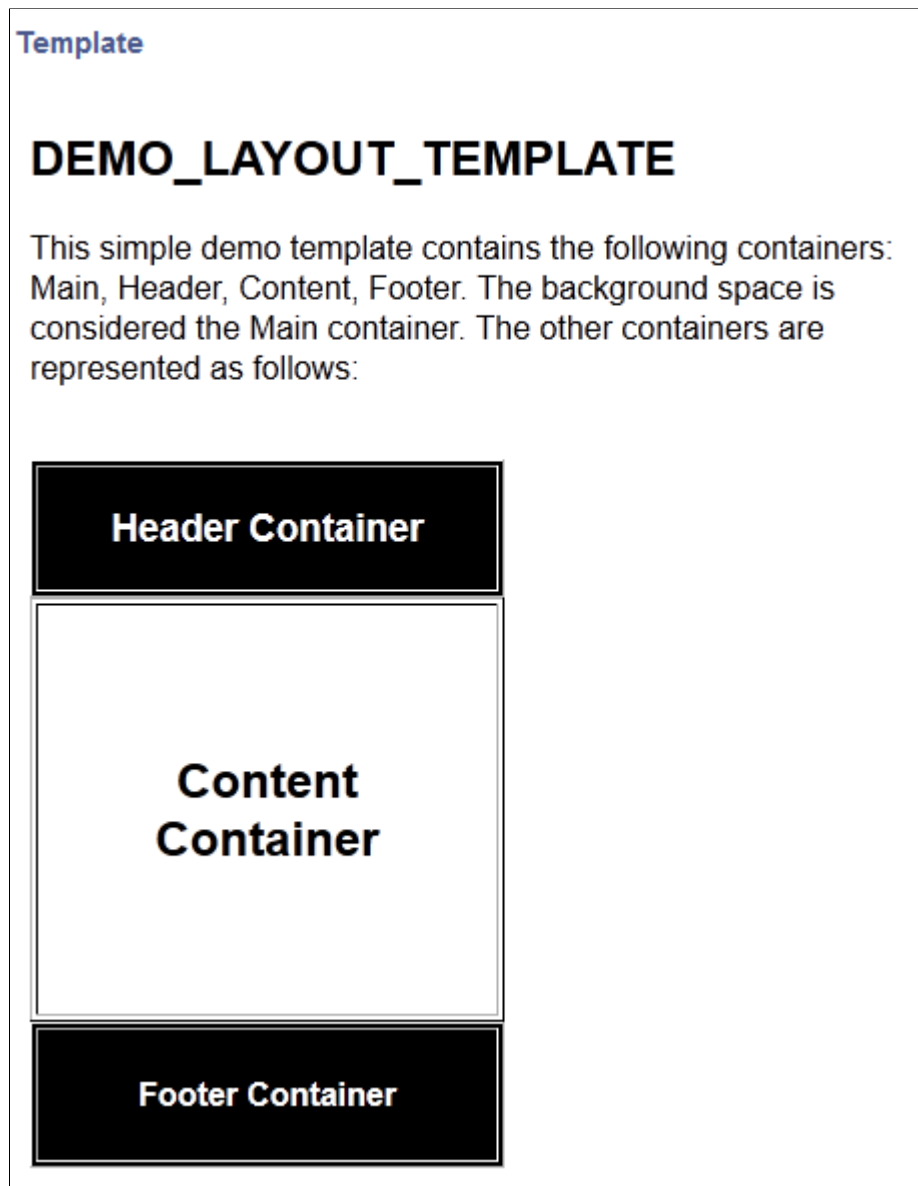 Template
DEMO_LAYOUT_TEMPLATE
This simple demo template contains the following containers:
Main, Header, Content, Footer. The background space is
considered the Main container. The other containers are
represented as follows:
Header Container
Content
Container
Footer Container